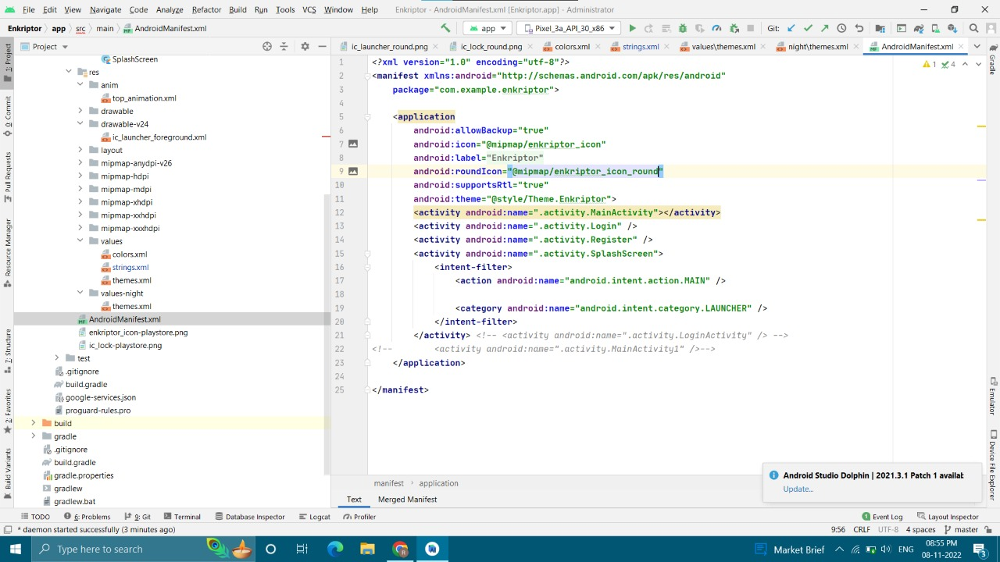 File Edit View Navigate Code Analyze Refactor Build Run Tools VCS Window Help Enkriptor - AndroidManifest.xml [Enkriptor.app] - Administrator
Enkriptor app src main AndroidManifest.xml app Pixel_3a_API_30_x86 Git:
Project ic_launcher_round.png ic_lock_round.png colors.xml strings.xml values\themes.xml night\themes.xml AndroidManifest.xml
1: Project
0: Commit
Pull Requests
Resource Manager
Z: Structure
2: Favorites
Build Variants
SplashScreen
res
anim
top_animation.xml
drawable
drawable-v24
ic_launcher_foreground.xml
layout
mipmap-anydpi-v26
mipmap-hdpi
mipmap-mdpi
mipmap-xhdpi
mipmap-xxhdpi
mipmap-xxxhdpi
values
colors.xml
strings.xml
themes.xml
values-night
themes.xml
AndroidManifest.xml
enkriptor_icon-playstore.png
ic_lock-playstore.png
test
.gitignore
build.gradle
google-services.json
proguard-rules.pro
build
gradle
.gitignore
build.gradle
gradle.properties
gradlew
gradlew.bat
1 <?xml version="1.0" encoding="utf-8"?>
2 <manifest xmlns:android="http://schemas.android.com/apk/res/android"
3 package="com.example.enkriptor">
4
5 <application
6 android:allowBackup="true"
7 android:icon="@mipmap/enkriptor_icon"
8 android:label="Enkriptor"
9 android:roundIcon="@mipmap/enkriptor_icon_round"
10 android:supportsRtl="true"
11 android:theme="@style/Theme.Enkriptor">
12 <activity android:name=".activity.MainActivity"></activity>
13 <activity android:name=".activity.Login" />
14 <activity android:name=".activity.Register" />
15 <activity android:name=".activity.SplashScreen">
16 <intent-filter>
17 <action android:name="android.intent.action.MAIN" />
18
19 <category android:name="android.intent.category.LAUNCHER" />
20 </intent-filter>
21 </activity> <!-- <activity android:name=".activity.LoginActivity" /> -->
22 <!-- <activity android:name=".activity.MainActivity1" />-->
23 </application>
24
25 </manifest>
1 4
Gradle
Emulator
Device File Explorer
manifest › application
Text Merged Manifest
Android Studio Dolphin | 2021.3.1 Patch 1 availab
Update...
TODO 6: Problems 9: Git Terminal Database Inspector Logcat Profiler 1 Event Log Layout Inspector
* daemon started successfully (3 minutes ago) 9:56 CRLF UTF-8 4 spaces master
Type here to search Market Brief ENG 08:55 PM
08-11-2022 3